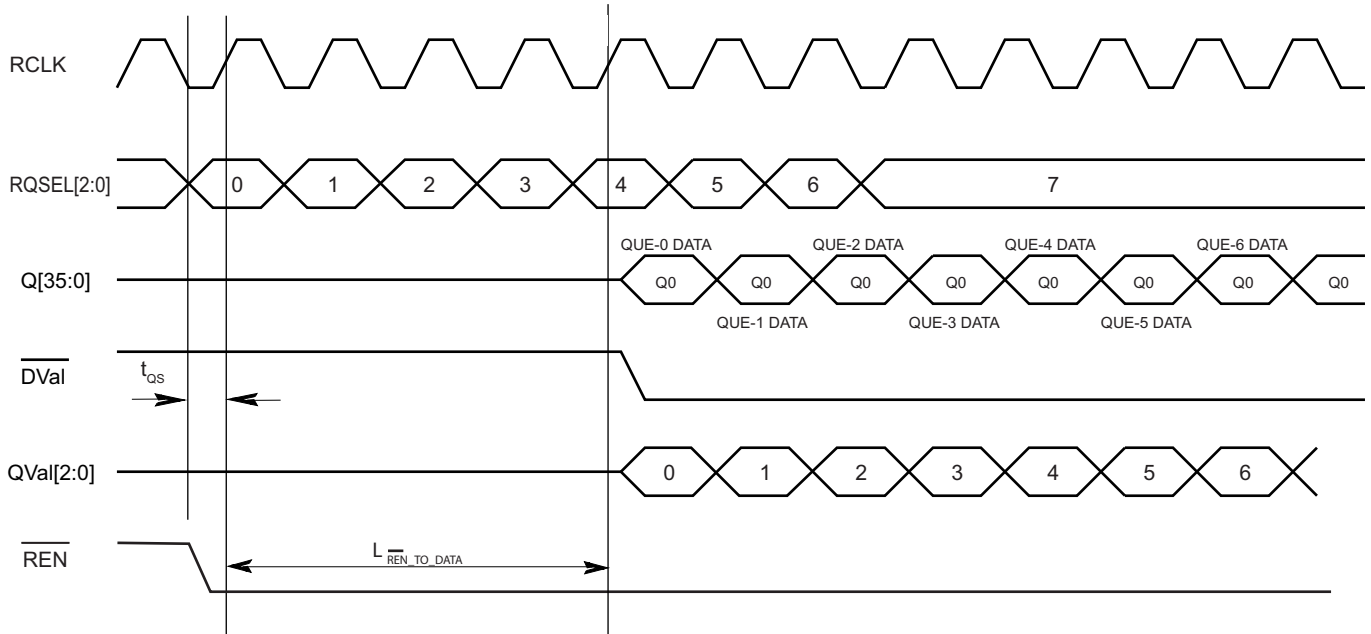 RCLK
RQSEL[2:0] 0 1 2 3 4 5 6 7
QUE-0 DATA QUE-2 DATA QUE-4 DATA QUE-6 DATA
Q[35:0] Q0 Q0 Q0 Q0 Q0 Q0 Q0 Q0
QUE-1 DATA QUE-3 DATA QUE-5 DATA
DVal
tQS
QVal[2:0] 0 1 2 3 4 5 6
REN
L REN_TO_DATA